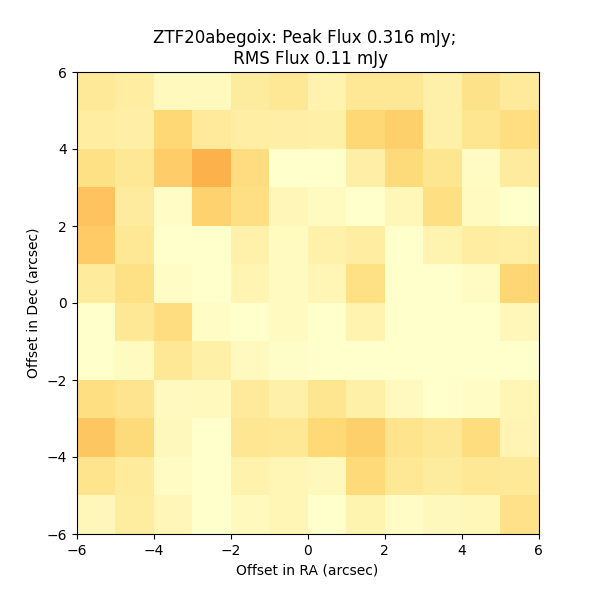 ZTF20abegoix: Peak Flux 0.316 mJy;
RMS Flux 0.11 mJy
6
4
2
0
−2
−4
−6
Offset in Dec (arcsec)
−6 −4 −2 0 2 4 6
Offset in RA (arcsec)